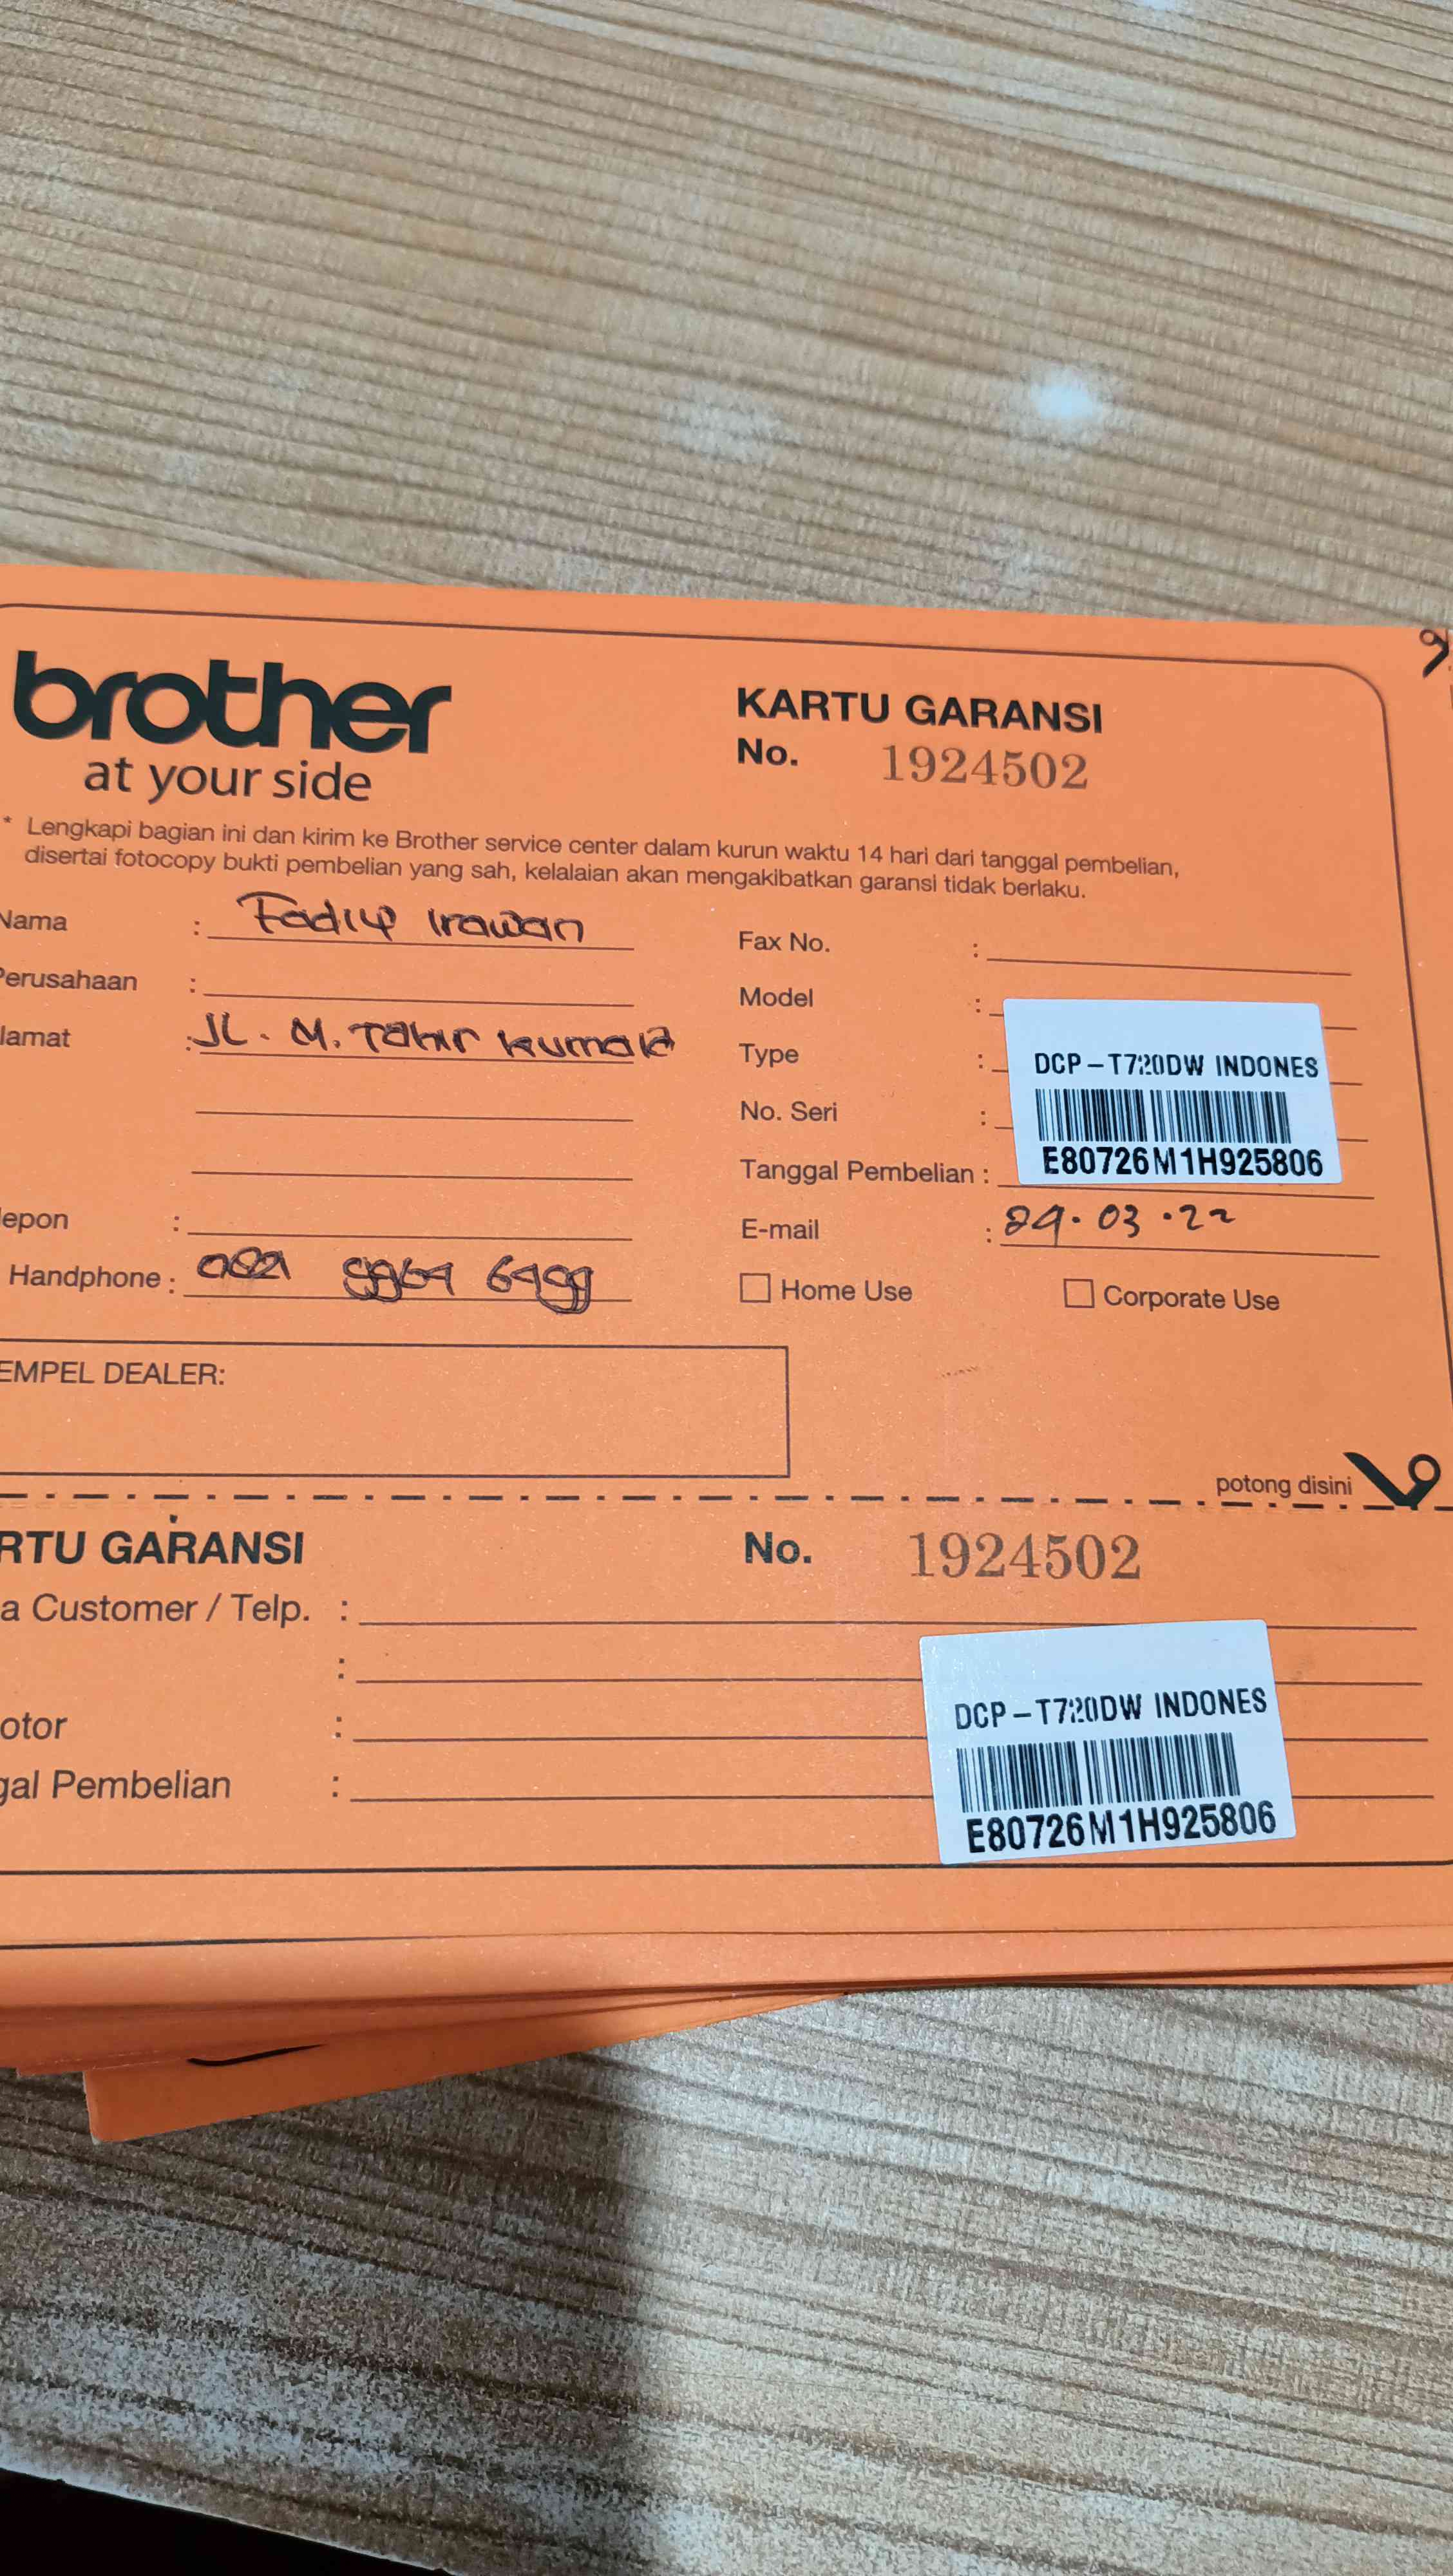 brother
at your side
KARTU GARANSI
No. 1924502
* Lengkapi bagian ini dan kirim ke Brother service center dalam kurun waktu 14 hari dari tanggal pembelian,
disertai fotocopy bukti pembelian yang sah, kelalaian akan mengakibatkan garansi tidak berlaku.
Nama : Irawan
Perusahaan :
lamat : JL. M. Tahir
lepon :
Handphone :
Fax No. :
Model :
Type :
No. Seri :
DCP-T720DW INDONES
E80726M1H925806
Tanggal Pembelian :
E-mail : 03.22
Home Use
Corporate Use
EMPEL DEALER:
potong disini
RTU GARANSI
No. 1924502
a Customer / Telp. :
:
otor :
gal Pembelian :
DCP-T720DW INDONES
E80726M1H925806